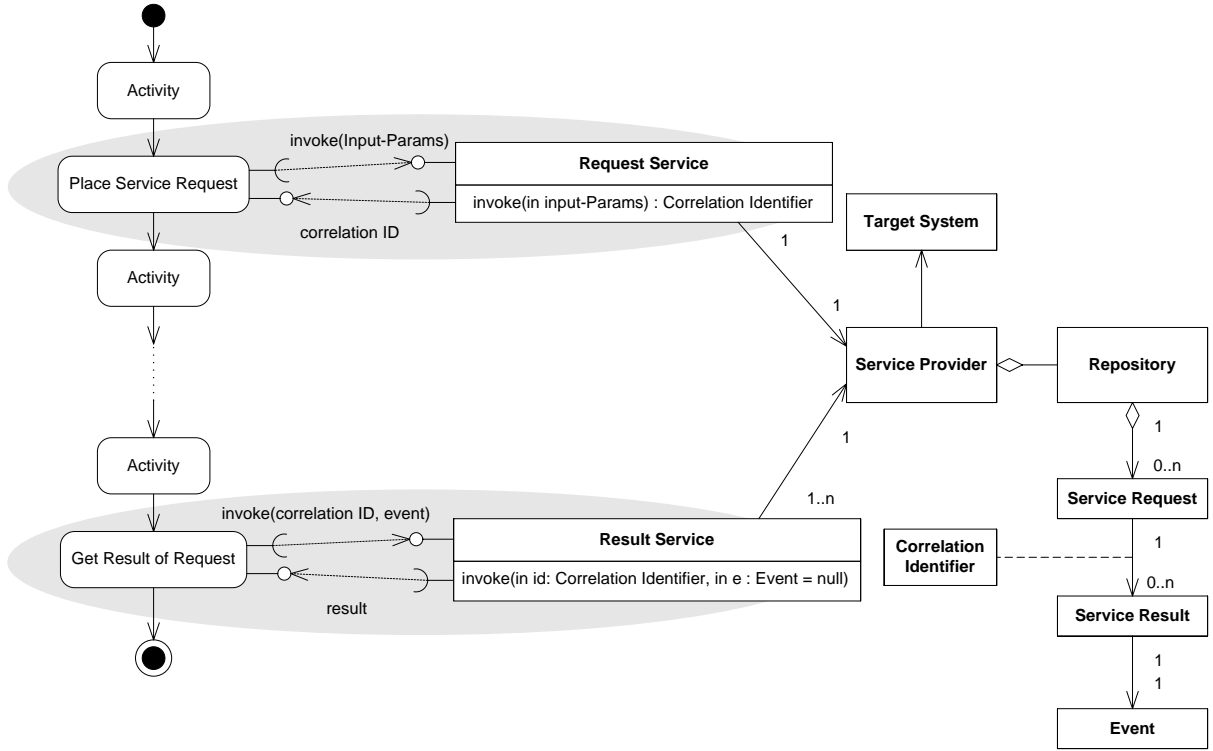 Activity
invoke(Input-Params)
Place Service Request
Request Service
invoke(in input-Params) : Correlation Identifier
correlation ID
Target System
1
Activity
1
Service Provider
Repository
1
1
0..n
Activity
1..n
Service Request
invoke(correlation ID, event)
Get Result of Request
Result Service
invoke(in id: Correlation Identifier, in e : Event = null)
result
Correlation
Identifier
1
0..n
Service Result
1
1
Event